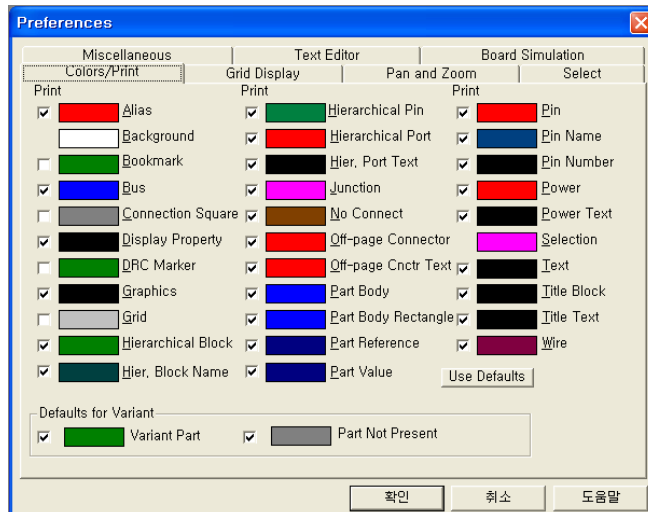 Preferences
Miscellaneous Text Editor Board Simulation
Colors/Print Grid Display Pan and Zoom Select
Print Print Print
Alias Hierarchical Pin Pin
Background Hierarchical Port Pin Name
Bookmark Hier, Port Text Pin Number
Bus Junction Power
Connection Square No Connect Power Text
Display Property Off-page Connector Selection
DRC Marker Off-page Cnctr Text Text
Graphics Part Body Title Block
Grid Part Body Rectangle Title Text
Hierarchical Block Part Reference Wire
Hier, Block Name Part Value Use Defaults
Defaults for Variant
Variant Part Part Not Present
확인 취소 도움말